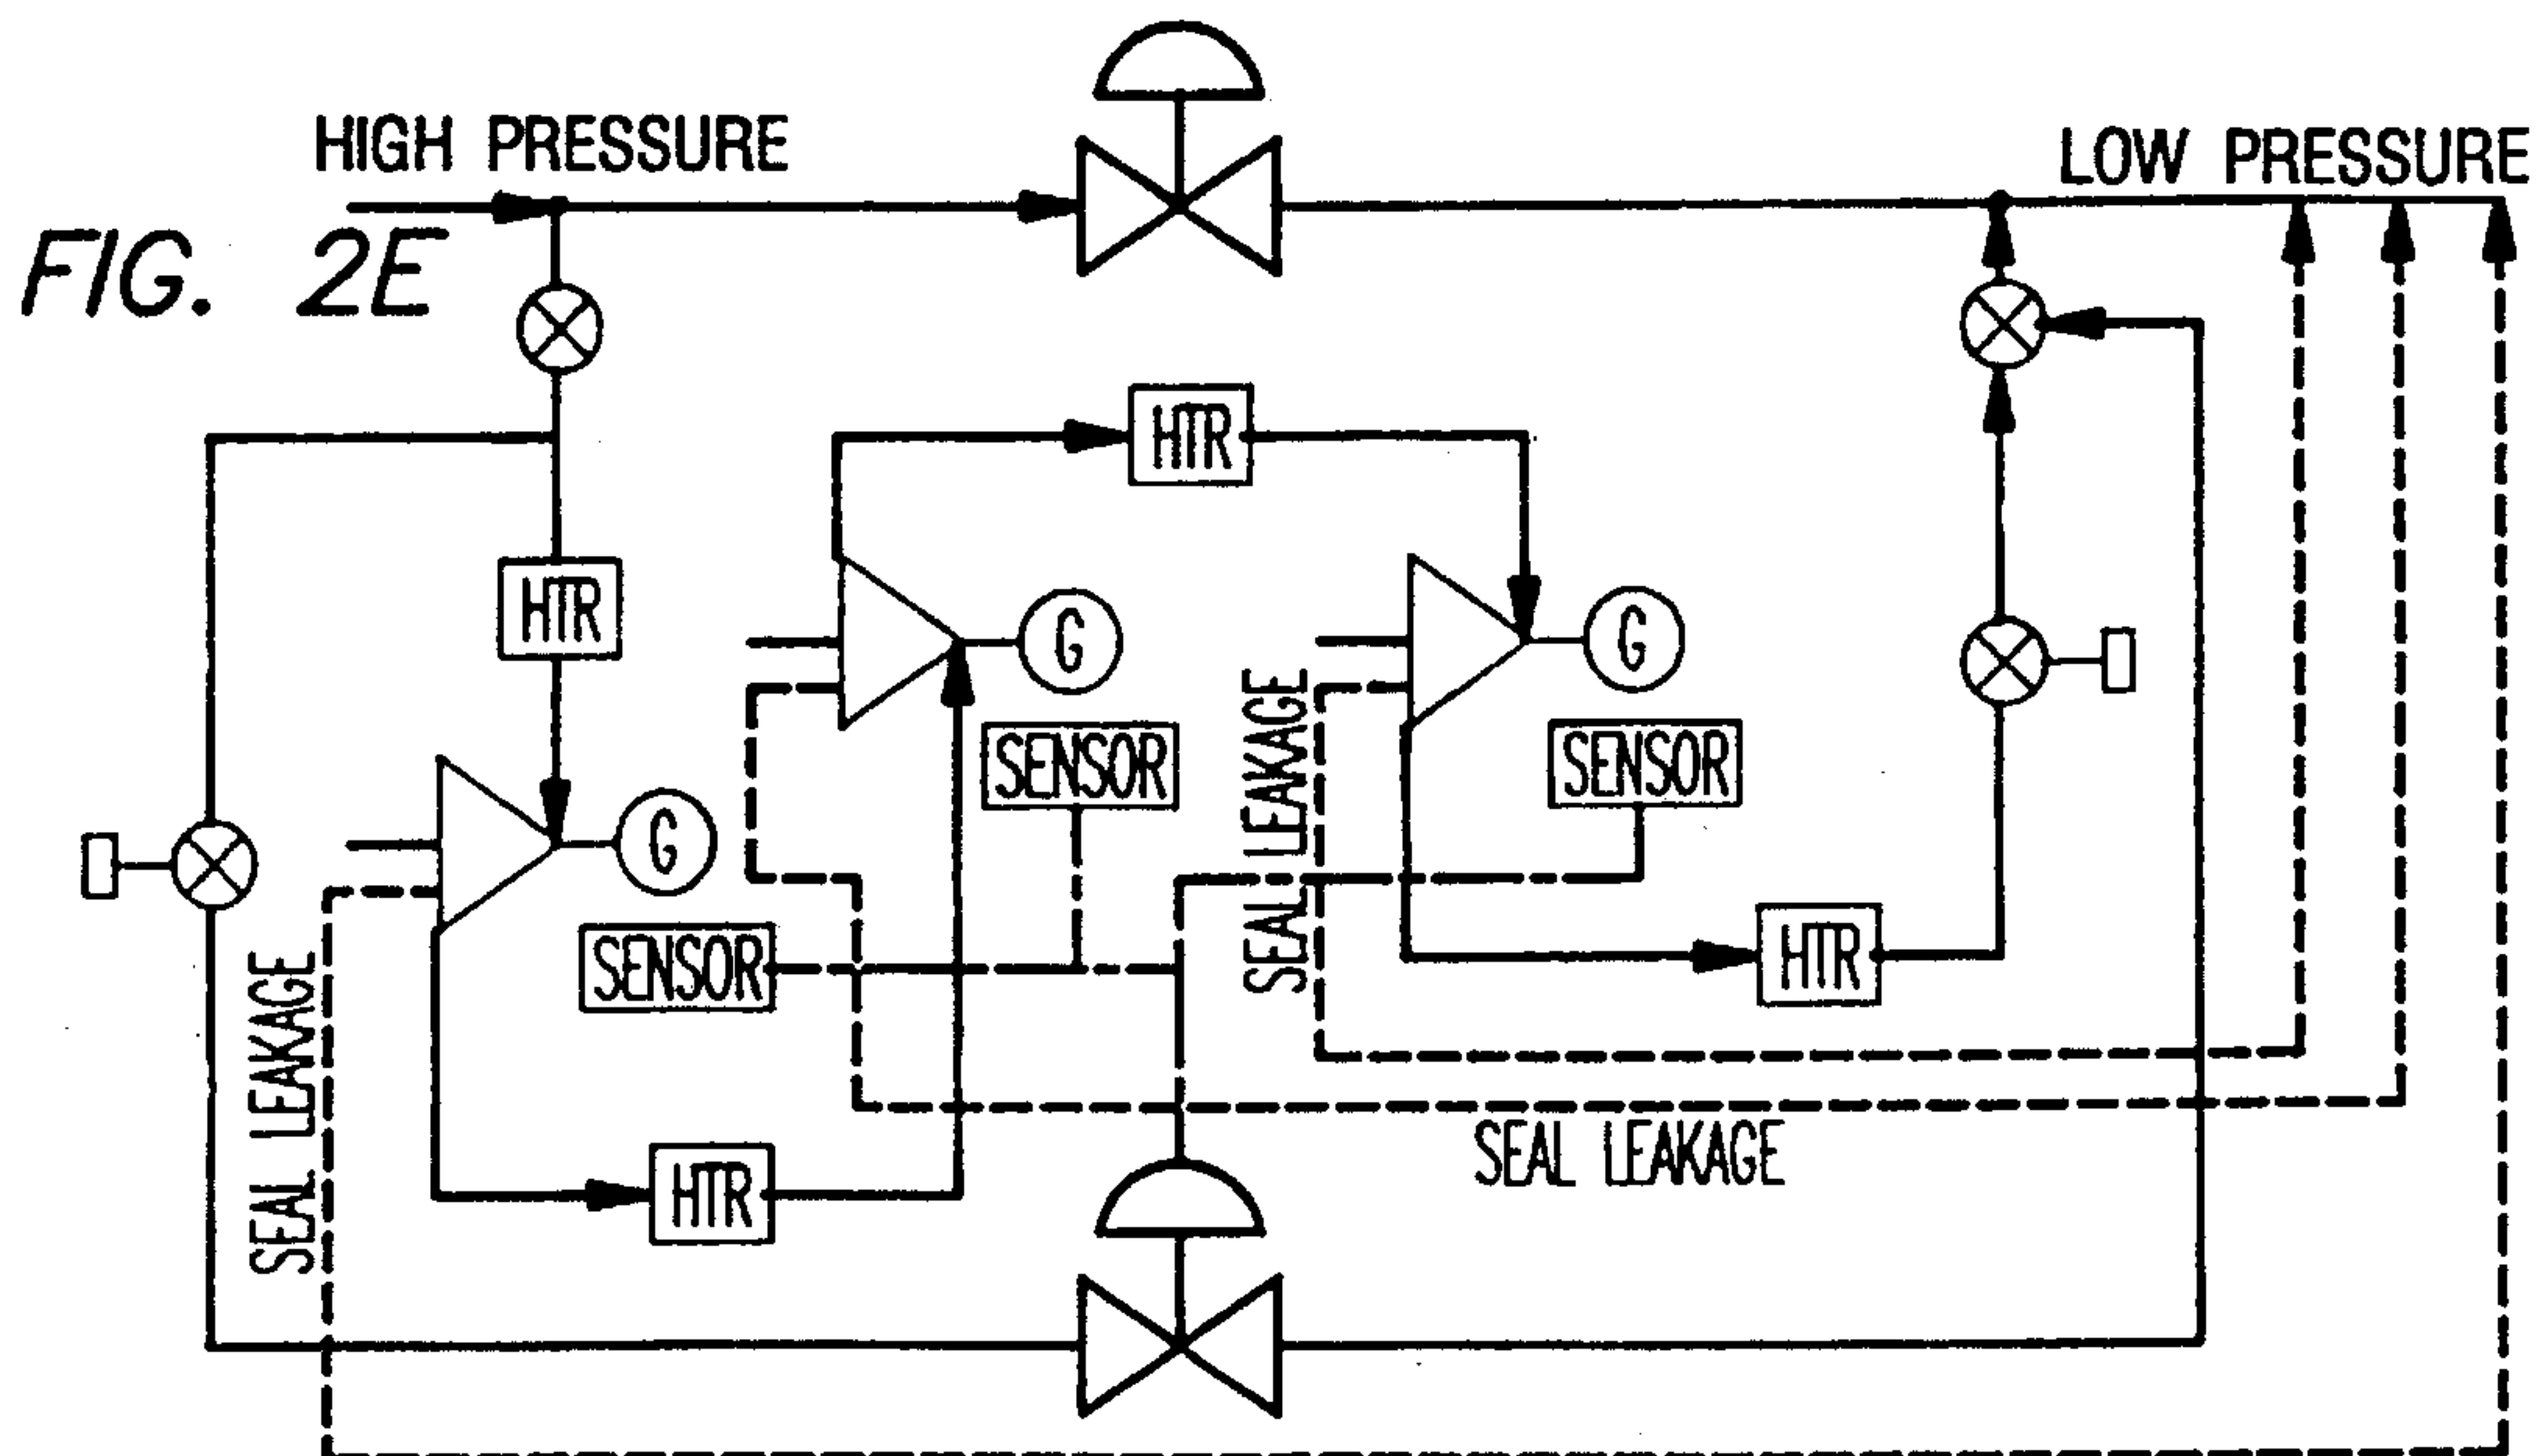 HIGH PRESSURE
LOW PRESSURE
FIG. 2E
HTR
HTR
G
G
SENSOR
SENSOR
SEAL LEAKAGE
G
SENSOR
HTR
SEAL LEAKAGE
SEAL LEAKAGE
HTR